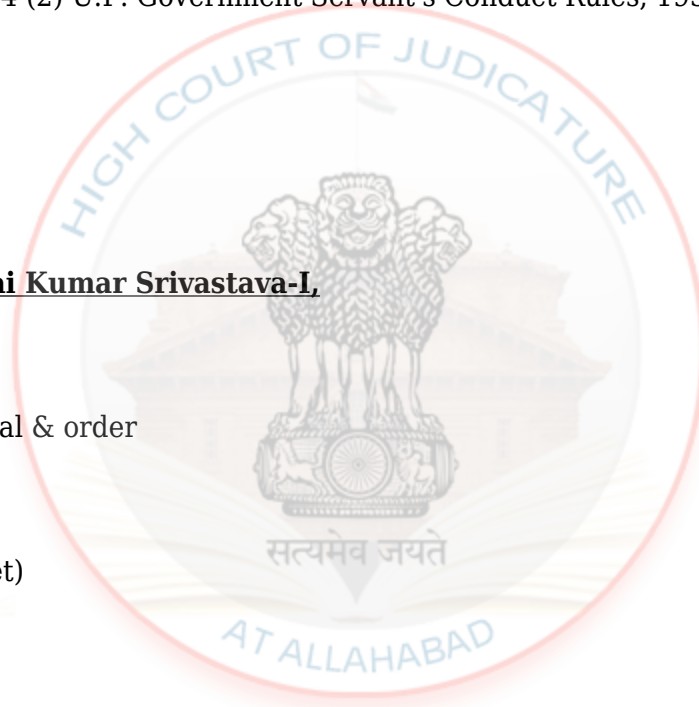 4 (2) U.P. Government Servant's Conduct Rules, 195
HIGH COURT OF JUDICATURE
Kumar Srivastava-I,
al & order
सत्यमेव जयते
et)
AT ALLAHABAD